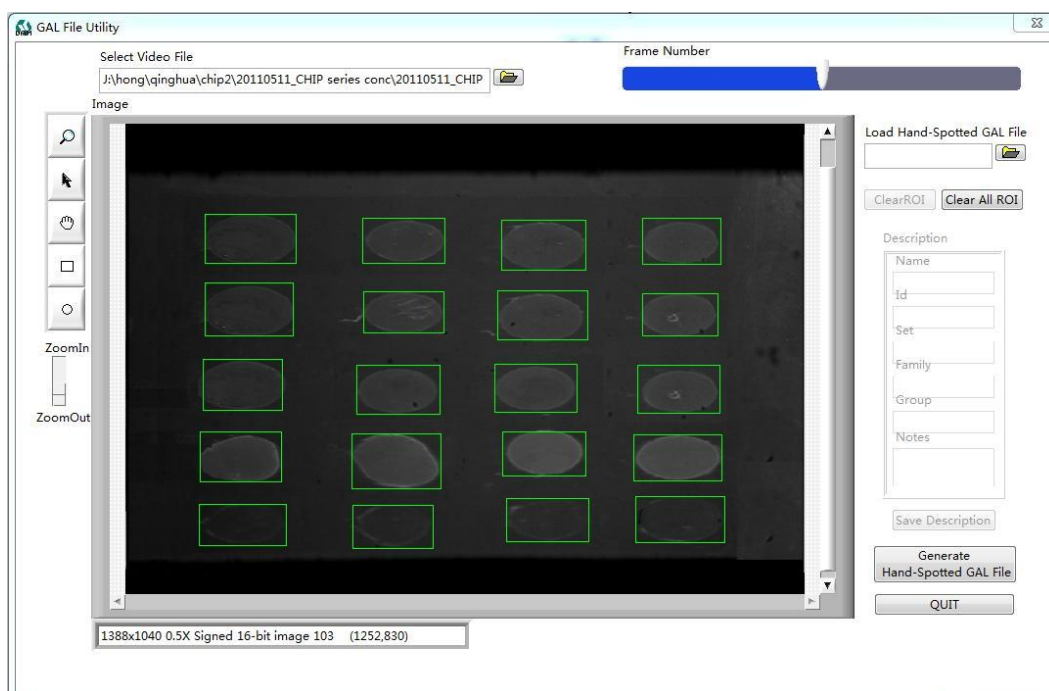 GAL File Utility
Select Video File
Frame Number
J:\hong\qinghua\chip2\20110511_CHIP series conc\20110511_CHIP
Image
Load Hand-Spotted GAL File
ClearROI
Clear All ROI
Description
Name
Id
Set
Family
Group
Notes
ZoomIn
ZoomOut
Save Description
Generate
Hand-Spotted GAL File
QUIT
1388x1040 0.5X Signed 16-bit image 103 (1252,830)